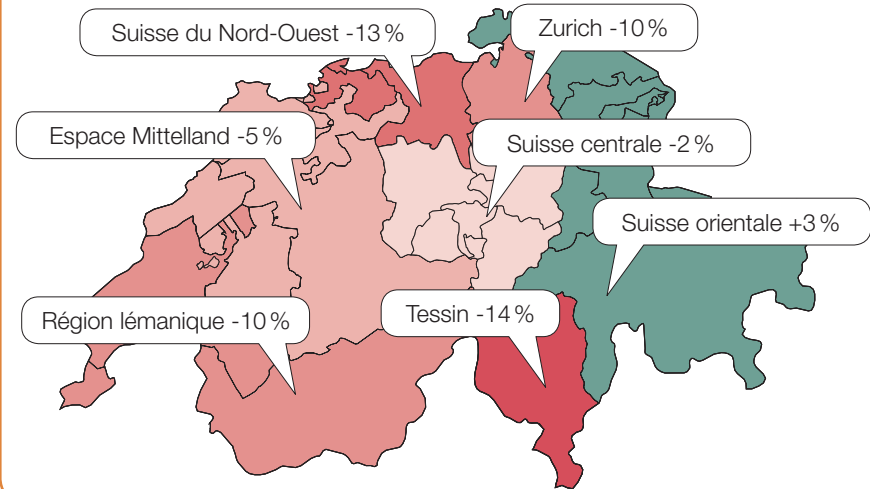 Suisse du Nord-Ouest -13 %
Zurich -10 %
Espace Mittelland -5 %
Suisse centrale -2 %
Suisse orientale +3 %
Région lémanique -10 %
Tessin -14 %